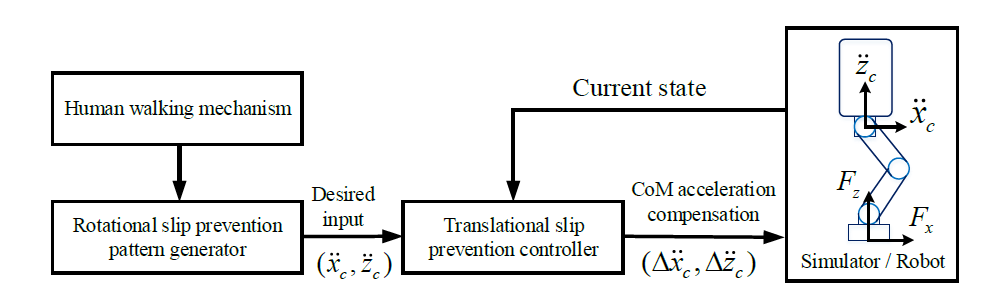 Human walking mechanism
Rotational slip prevention
pattern generator
Desired
input
(ẍ_c, z̈_c)
Translational slip
prevention controller
Current state
CoM acceleration
compensation
(Δẍ_c, Δz̈_c)
z̈_c
ẍ_c
F_z
F_x
Simulator / Robot